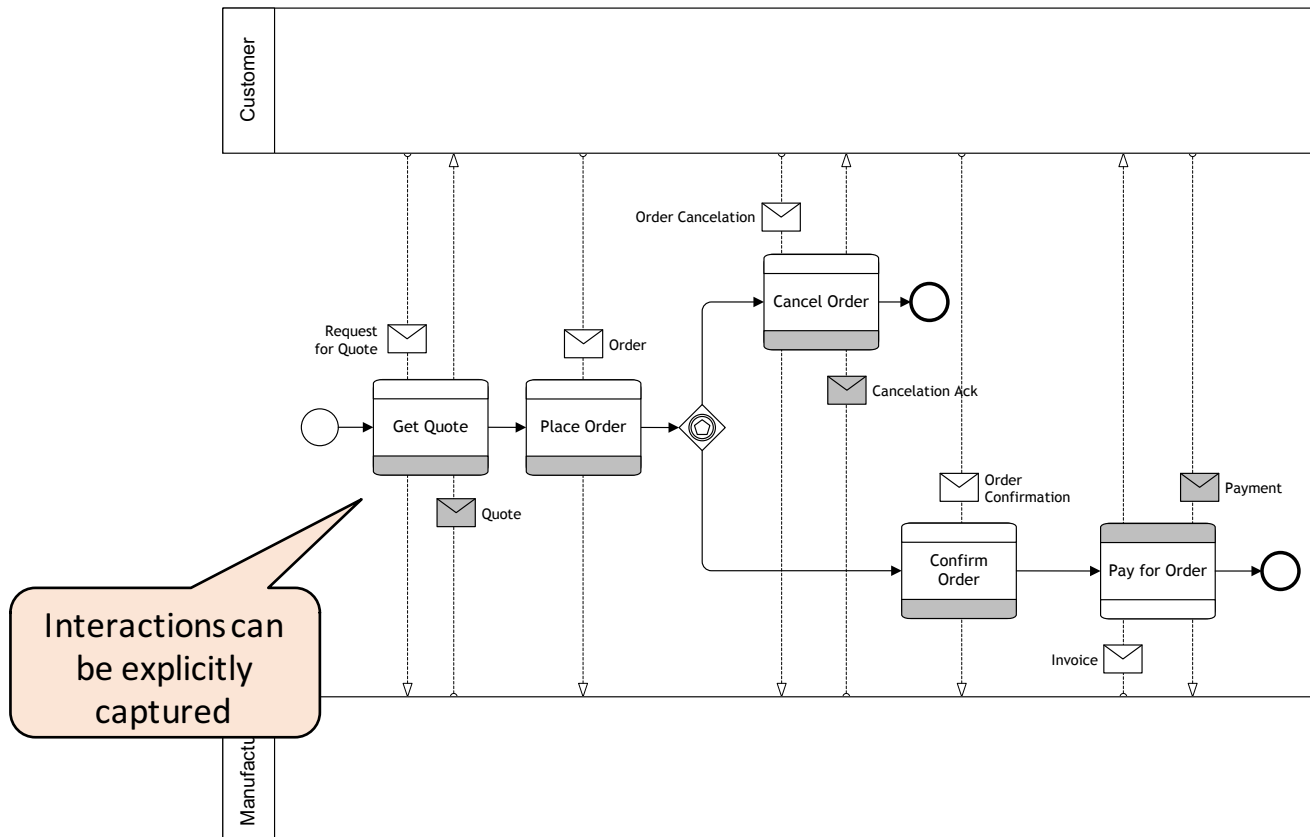 Customer
Order Cancelation
Cancel Order
Request
for Quote
Order
Cancelation Ack
Get Quote
Place Order
Order
Confirmation
Payment
Quote
Confirm
Order
Pay for Order
Interactions can
be explicitly
captured
Invoice
Manufactu